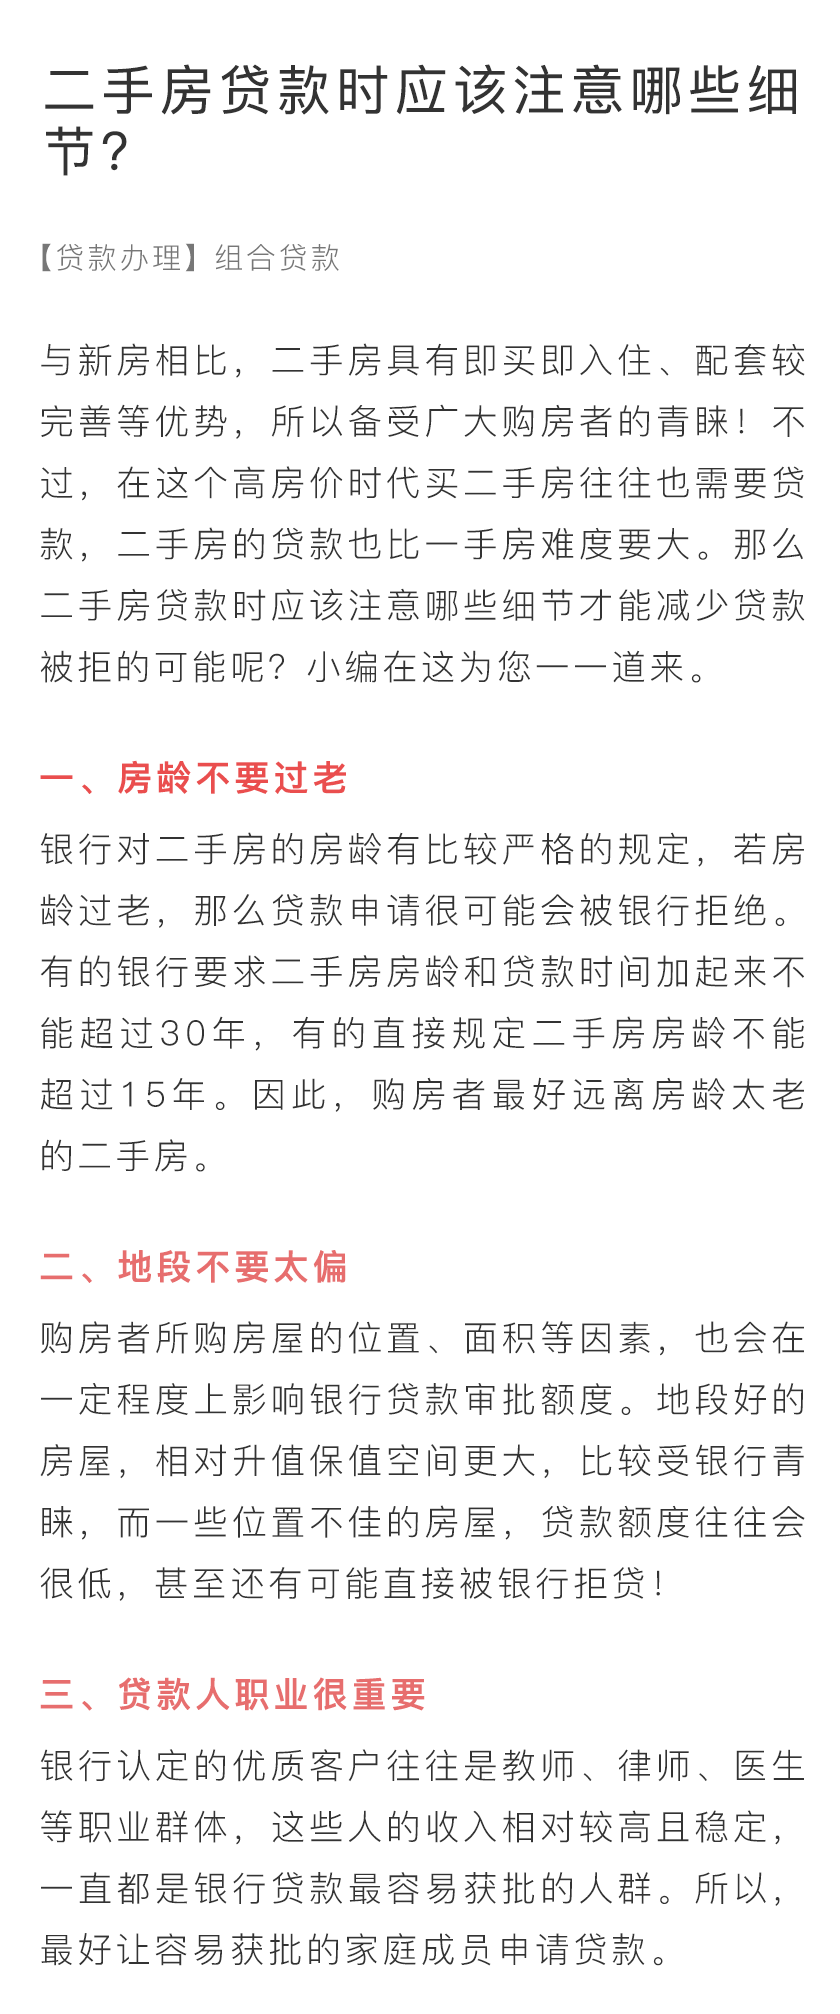 二手房贷款时应该注意哪些细
节？
【贷款办理】组合贷款
与新房相比，二手房具有即买即入住、配套较
完善等优势，所以备受广大购房者的青睐！不
过，在这个高房价时代买二手房往往也需要贷
款，二手房的贷款也比一手房难度要大。那么
二手房贷款时应该注意哪些细节才能减少贷款
被拒的可能呢？小编在这为您一一道来。
一、房龄不要过老
银行对二手房的房龄有比较严格的规定，若房
龄过老，那么贷款申请很可能会被银行拒绝。
有的银行要求二手房房龄和贷款时间加起来不
能超过30年，有的直接规定二手房房龄不能
超过15年。因此，购房者最好远离房龄太老
的二手房。
二、地段不要太偏
购房者所购房屋的位置、面积等因素，也会在
一定程度上影响银行贷款审批额度。地段好的
房屋，相对升值保值空间更大，比较受银行青
睐，而一些位置不佳的房屋，贷款额度往往会
很低，甚至还有可能直接被银行拒贷！
三、贷款人职业很重要
银行认定的优质客户往往是教师、律师、医生
等职业群体，这些人的收入相对较高且稳定，
一直都是银行贷款最容易获批的人群。所以，
最好让容易获批的家庭成员申请贷款。